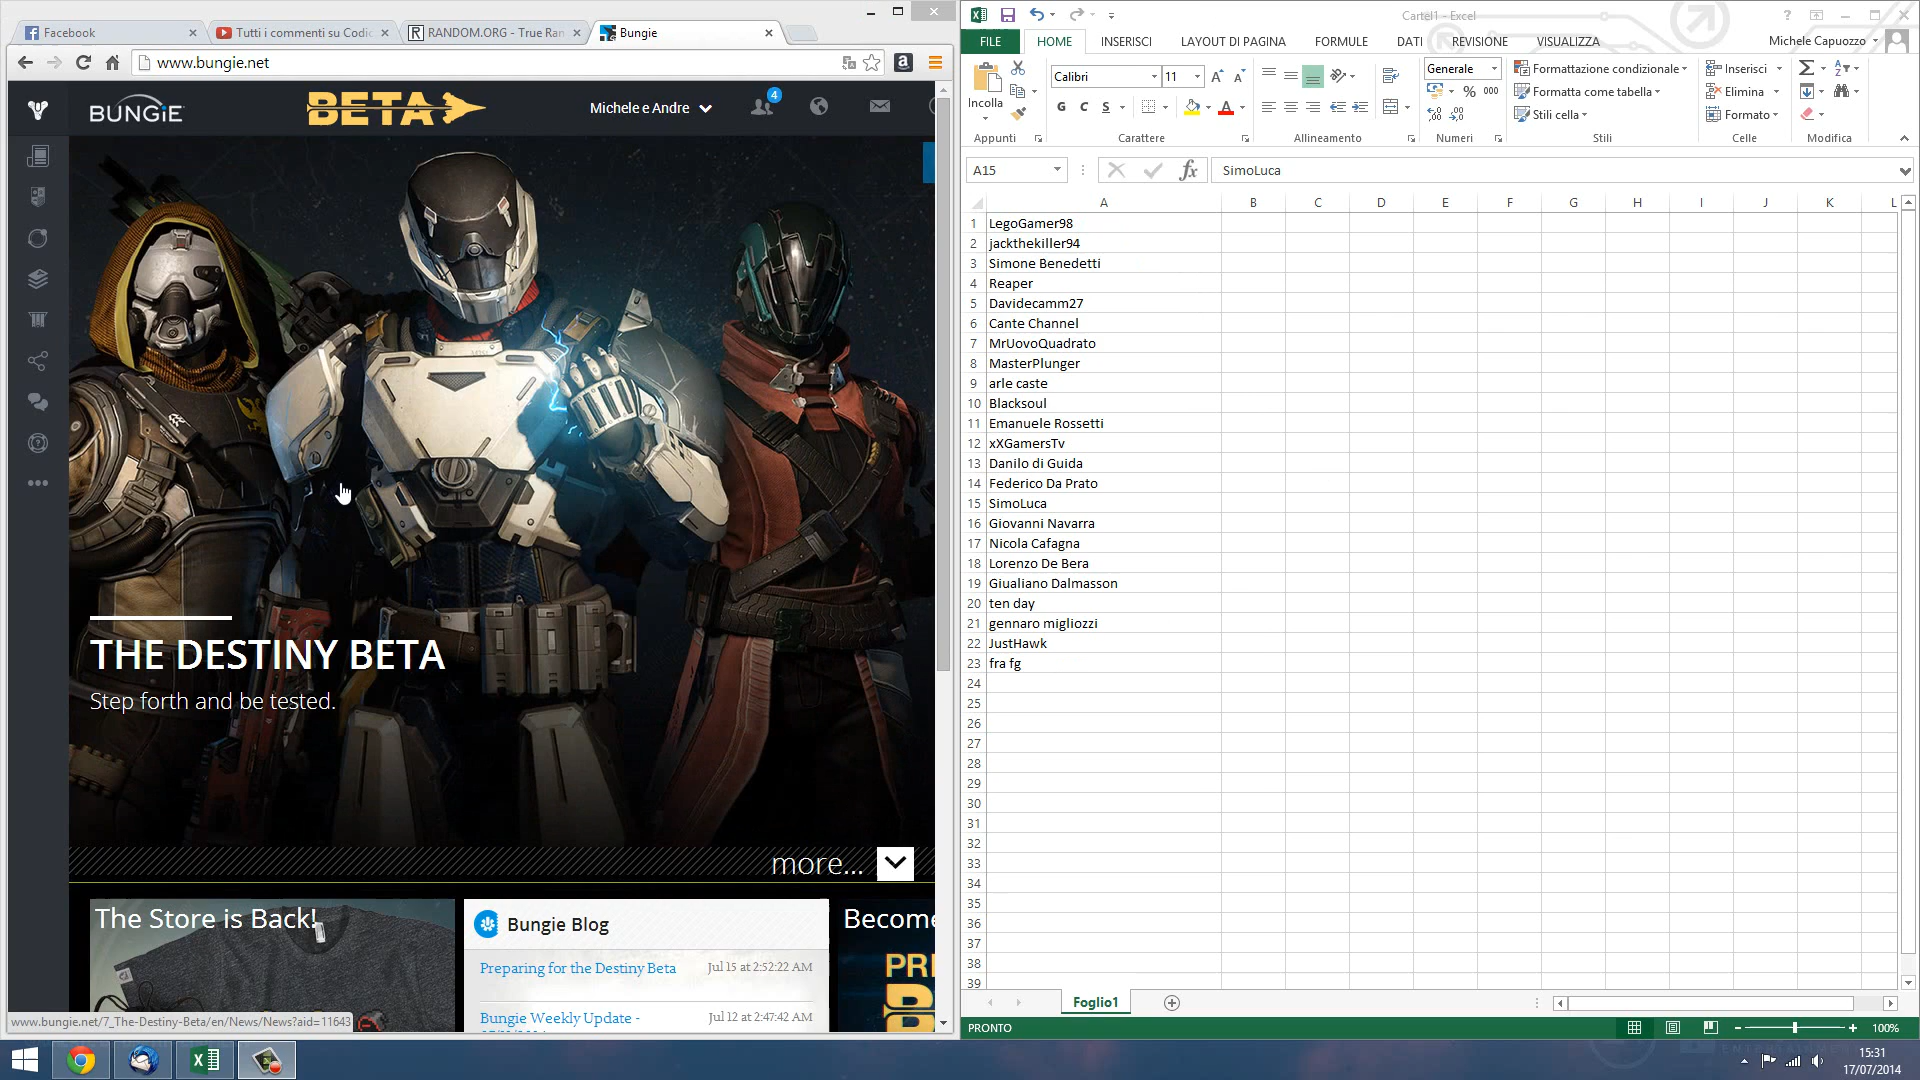 Facebook
Tutti i commenti su Codic
RANDOM.ORG - True Ran
Bungie
www.bungie.net
BUNGiE
BETA
Michele e Andre
4
THE DESTINY BETA
Step forth and be tested.
more...
The Store is Back!
Bungie Blog
Preparing for the Destiny Beta
Jul 15 at 2:52:22 AM
Bungie Weekly Update -
Jul 12 at 2:47:42 AM
Become
PRE
B
www.bungie.net/7_The-Destiny-Beta/en/News/News?aid=11643
Cartel1 - Excel
FILE
HOME
INSERISCI
LAYOUT DI PAGINA
FORMULE
DATI
REVISIONE
VISUALIZZA
Michele Capuozzo
Incolla
Calibri
11
G C S
Generale
% 000
Formattazione condizionale
Formatta come tabella
Stili cella
Inserisci
Elimina
Formato
Appunti
Carattere
Allineamento
Numeri
Stili
Celle
Modifica
A15
fx
SimoLuca
A B C D E F G H I J K L
1 LegoGamer98
2 jackthekiller94
3 Simone Benedetti
4 Reaper
5 Davidecamm27
6 Cante Channel
7 MrUovoQuadrato
8 MasterPlunger
9 arle caste
10 Blacksoul
11 Emanuele Rossetti
12 xXGamersTv
13 Danilo di Guida
14 Federico Da Prato
15 SimoLuca
16 Giovanni Navarra
17 Nicola Cafagna
18 Lorenzo De Bera
19 Giualiano Dalmasson
20 ten day
21 gennaro migliozzi
22 JustHawk
23 fra fg
24
25
26
27
28
29
30
31
32
33
34
35
36
37
38
39
Foglio1
PRONTO
100%
15:31
17/07/2014